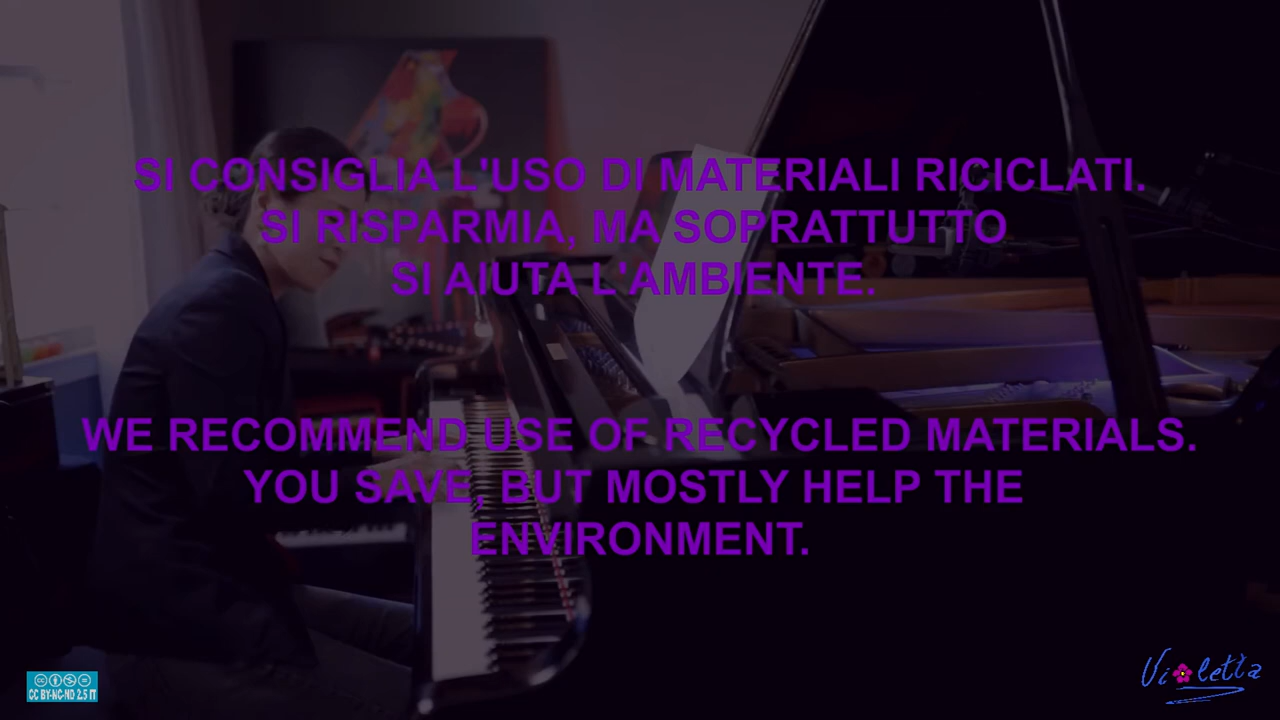 SI CONSIGLIA L'USO DI MATERIALI RICICLATI.
SI RISPARMIA, MA SOPRATTUTTO
SI AIUTA L'AMBIENTE.
WE RECOMMEND USE OF RECYCLED MATERIALS.
YOU SAVE, BUT MOSTLY HELP THE
ENVIRONMENT.
CC BY-NC-ND 2.5 IT
Violetta